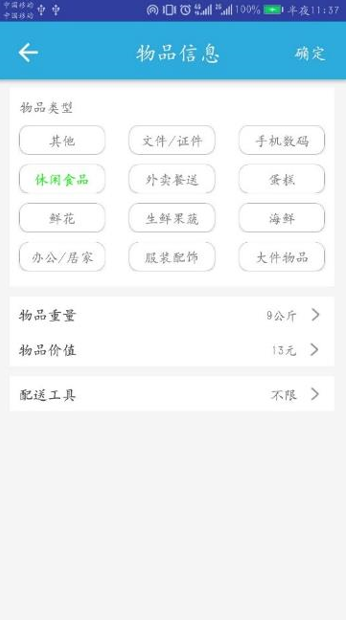 中国移动
中国移动
100% 半夜11:37
物品信息 确定
物品类型
其他 文件/证件 手机数码
休闲食品 外卖餐送 蛋糕
鲜花 生鲜果蔬 海鲜
办公/居家 服装配饰 大件物品
物品重量 9公斤
物品价值 13元
配送工具 不限